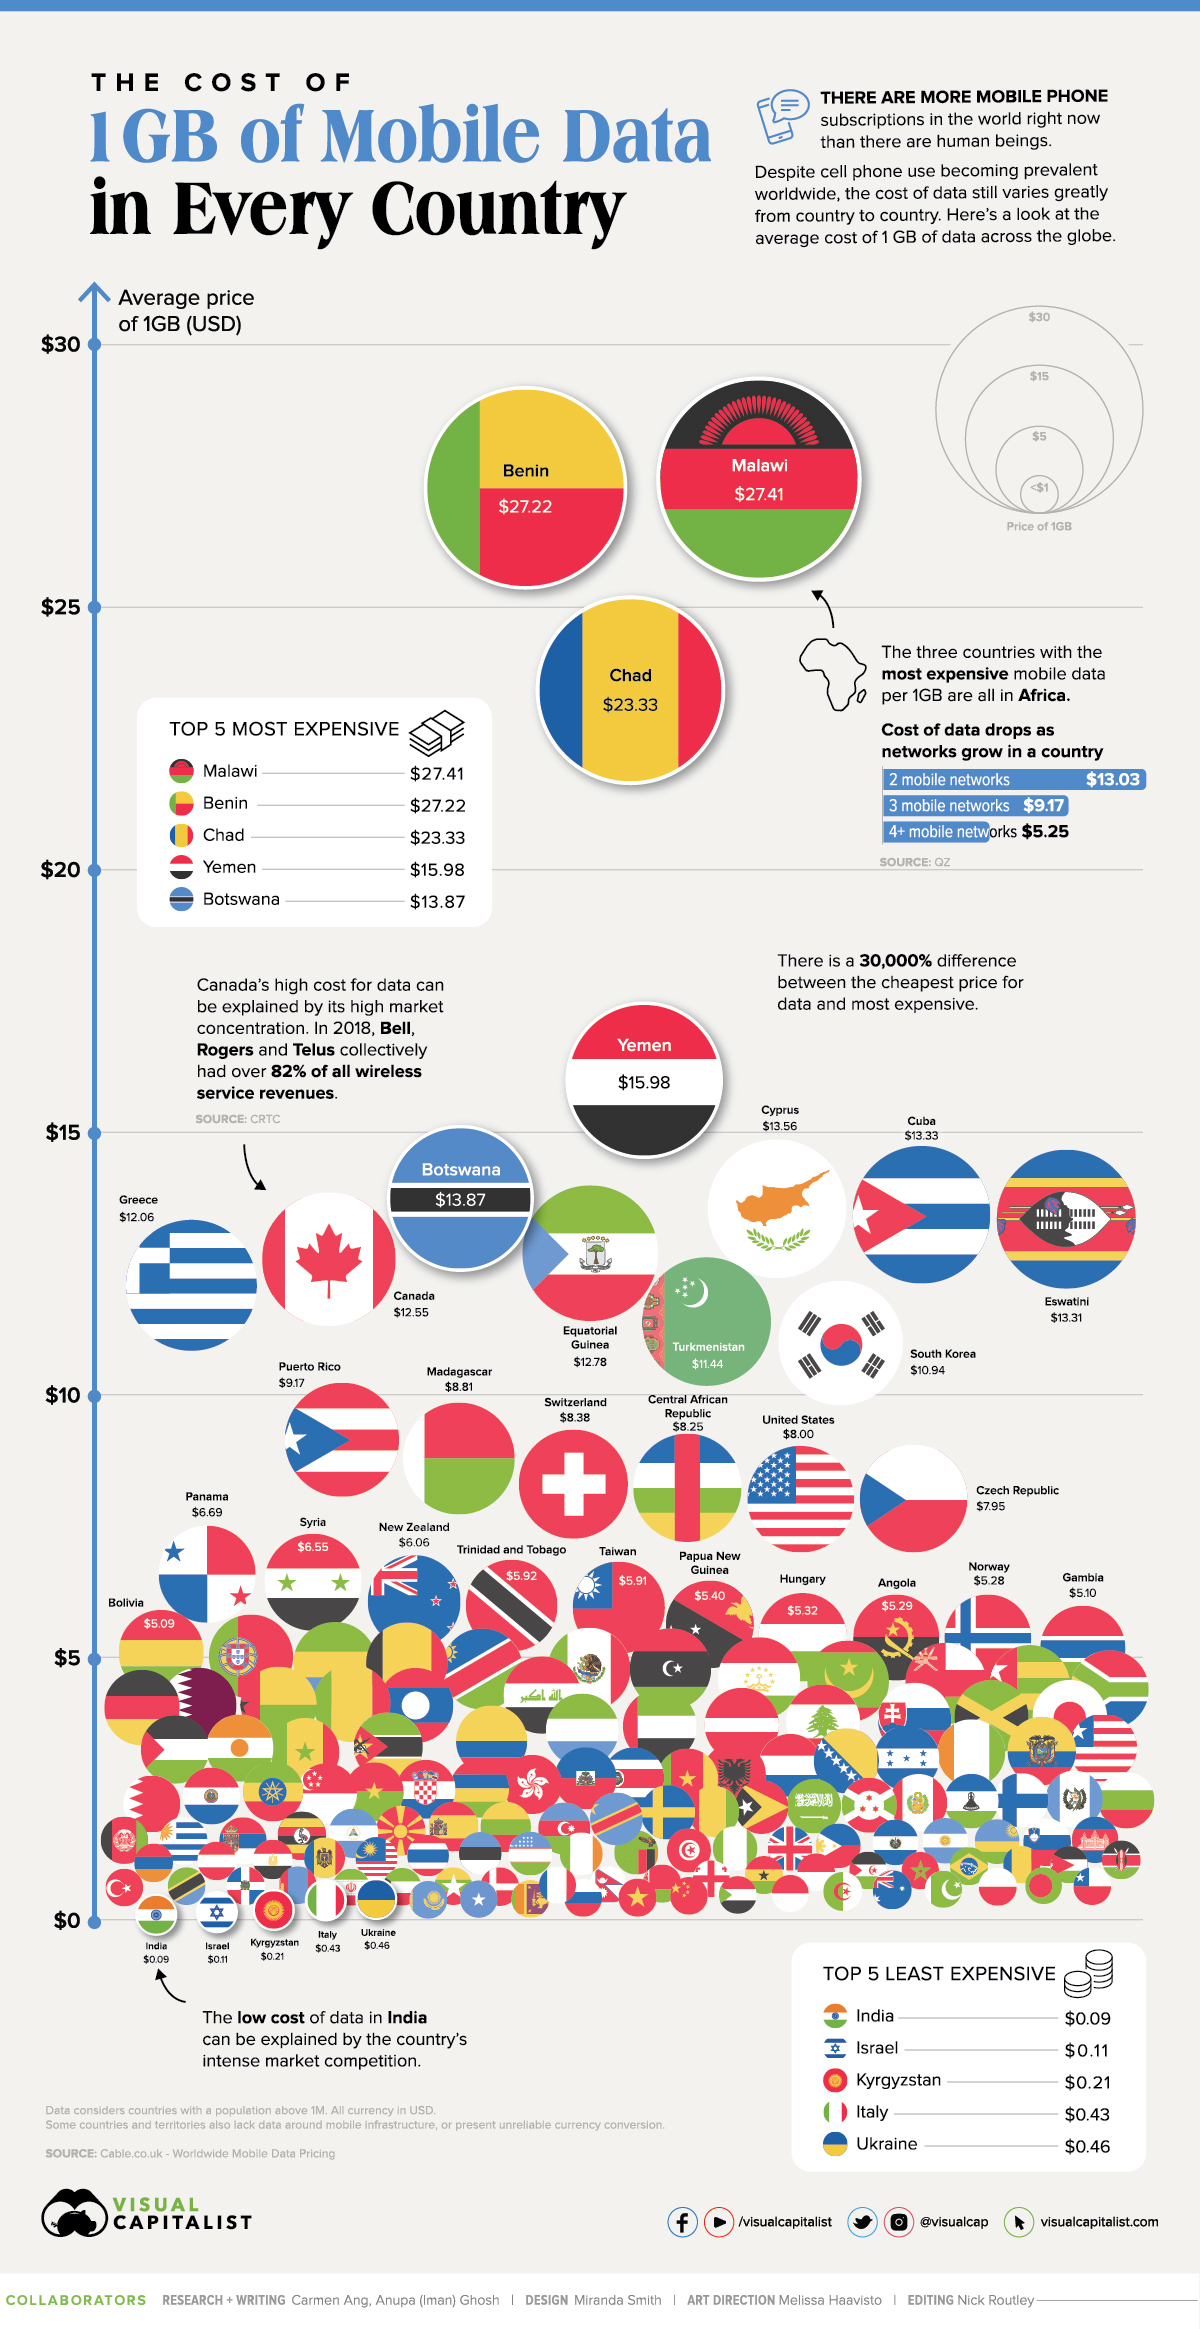 THE COST OF
1 GB of Mobile Data
in Every Country
THERE ARE MORE MOBILE PHONE
subscriptions in the world right now
than there are human beings.
Despite cell phone use becoming prevalent
worldwide, the cost of data still varies greatly
from country to country. Here's a look at the
average cost of 1 GB of data across the globe.
Average price
of 1GB (USD)
$30
$30
$15
$5
<$1
Price of 1GB
Benin
$27.22
Malawi
$27.41
$25
Chad
$23.33
The three countries with the
most expensive mobile data
per 1GB are all in Africa.
Cost of data drops as
networks grow in a country
2 mobile networks $13.03
3 mobile networks $9.17
4+ mobile networks $5.25
SOURCE: QZ
TOP 5 MOST EXPENSIVE
Malawi $27.41
Benin $27.22
Chad $23.33
Yemen $15.98
Botswana $13.87
$20
There is a 30,000% difference
between the cheapest price for
data and most expensive.
Canada's high cost for data can
be explained by its high market
concentration. In 2018, Bell,
Rogers and Telus collectively
had over 82% of all wireless
service revenues.
SOURCE: CRTC
Yemen
$15.98
$15
Cyprus
$13.56
Cuba
$13.33
Botswana
$13.87
Greece
$12.06
Canada
$12.55
Equatorial
Guinea
$12.78
Turkmenistan
$11.44
Eswatini
$13.31
South Korea
$10.94
$10
Puerto Rico
$9.17
Madagascar
$8.81
Switzerland
$8.38
Central African
Republic
$8.25
United States
$8.00
Czech Republic
$7.95
Panama
$6.69
Syria
$6.55
New Zealand
$6.06
Trinidad and Tobago
$5.92
Taiwan
$5.91
Papua New
Guinea
$5.40
Hungary
$5.32
Angola
$5.29
Norway
$5.28
Gambia
$5.10
Bolivia
$5.09
$5
$0
India
$0.09
Israel
$0.11
Kyrgyzstan
$0.21
Italy
$0.43
Ukraine
$0.46
The low cost of data in India
can be explained by the country's
intense market competition.
TOP 5 LEAST EXPENSIVE
India $0.09
Israel $0.11
Kyrgyzstan $0.21
Italy $0.43
Ukraine $0.46
Data considers countries with a population above 1M. All currency in USD.
Some countries and territories also lack data around mobile infrastructure, or present unreliable currency conversion.
SOURCE: Cable.co.uk - Worldwide Mobile Data Pricing
VISUAL
CAPITALIST
/visualcapitalist
@visualcap
visualcapitalist.com
COLLABORATORS RESEARCH + WRITING Carmen Ang, Anupa (Iman) Ghosh | DESIGN Miranda Smith | ART DIRECTION Melissa Haavisto | EDITING Nick Routley